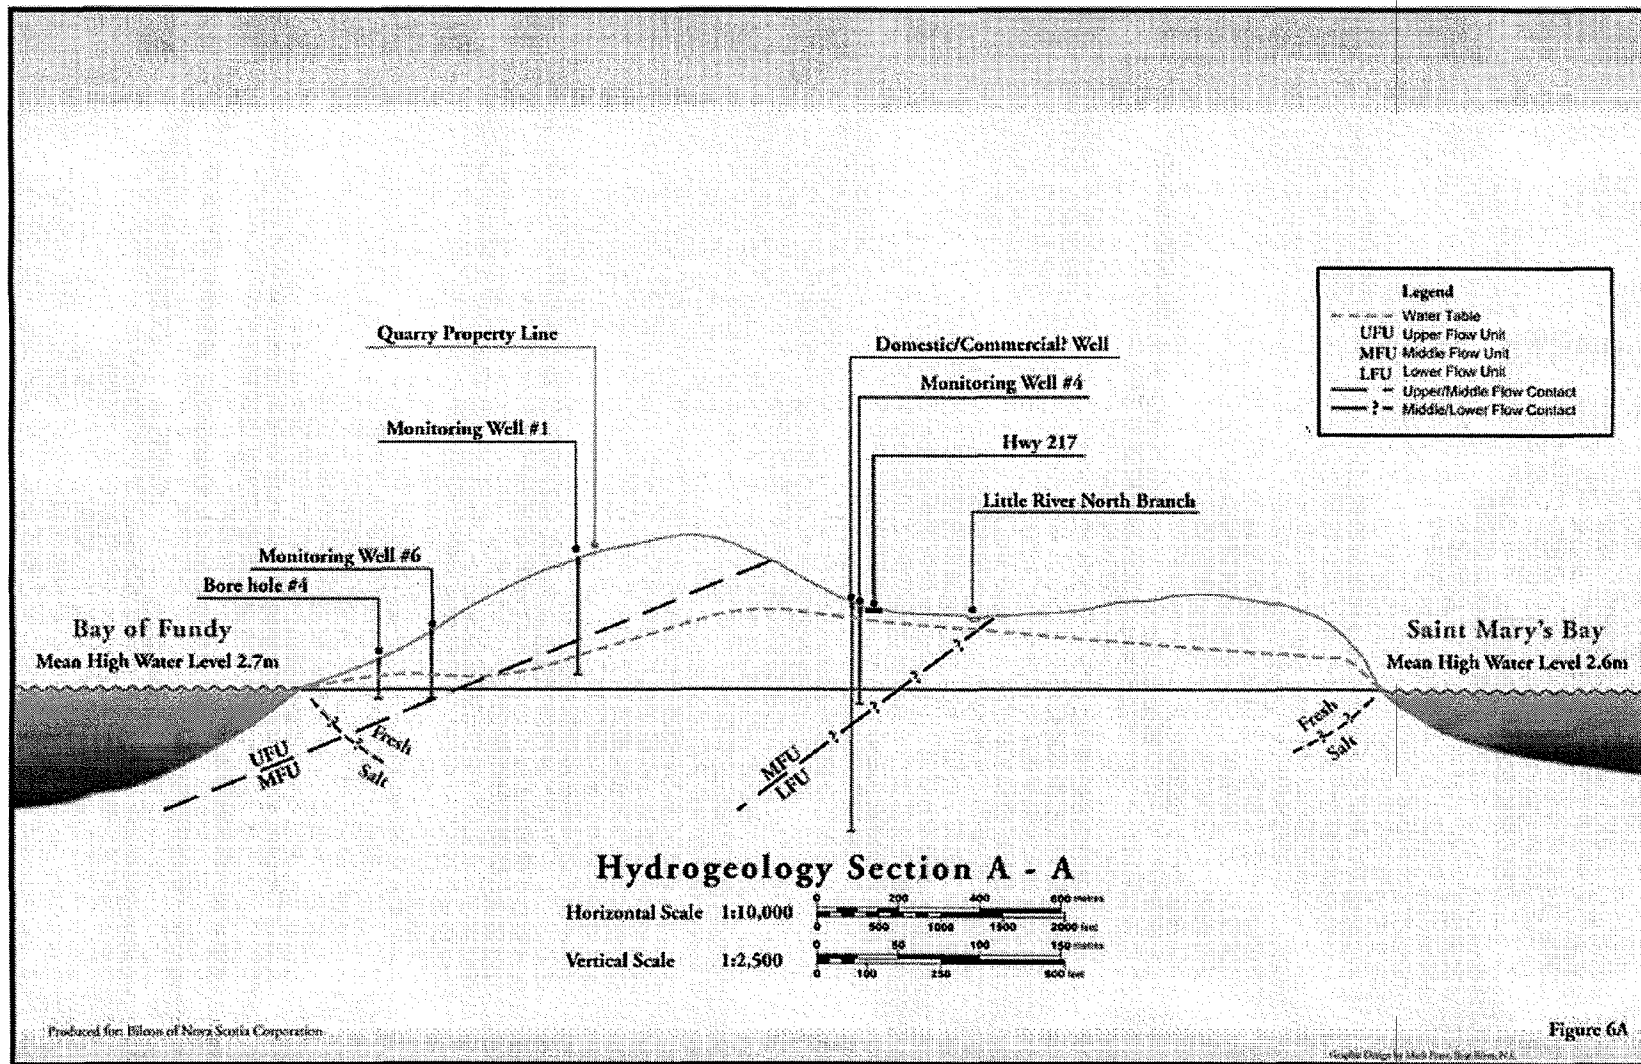 Legend
Water Table
UFU Upper Flow Unit
MFU Middle Flow Unit
LFU Lower Flow Unit
Upper/Middle Flow Contact
? Middle/Lower Flow Contact
Quarry Property Line
Domestic/Commercial? Well
Monitoring Well #4
Monitoring Well #1
Hwy 217
Little River North Branch
Monitoring Well #6
Bore hole #4
Bay of Fundy
Mean High Water Level 2.7m
Saint Mary's Bay
Mean High Water Level 2.6m
UFU
MFU
Fresh
Salt
? ?
MFU
LFU
? ? ? ?
Fresh
Salt
? ?
Hydrogeology Section A - A
Horizontal Scale 1:10,000
0 200 400 600 metres
0 500 1000 1500 2000 feet
Vertical Scale 1:2,500
0 50 100 150 metres
0 100 250 500 feet
Produced for: Bilcon of Nova Scotia Corporation
Figure 6A
Graphic Design by